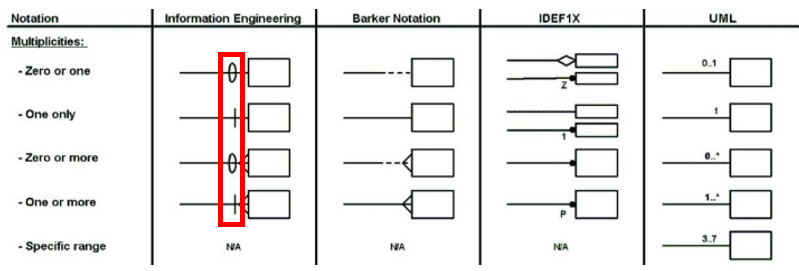 Notation Information Engineering Barker Notation IDEF1X UML
Multiplicities:
- Zero or one 0..1
Z
- One only 1
1
- Zero or more 0..*
- One or more 1..*
P
- Specific range N/A N/A N/A 3..7